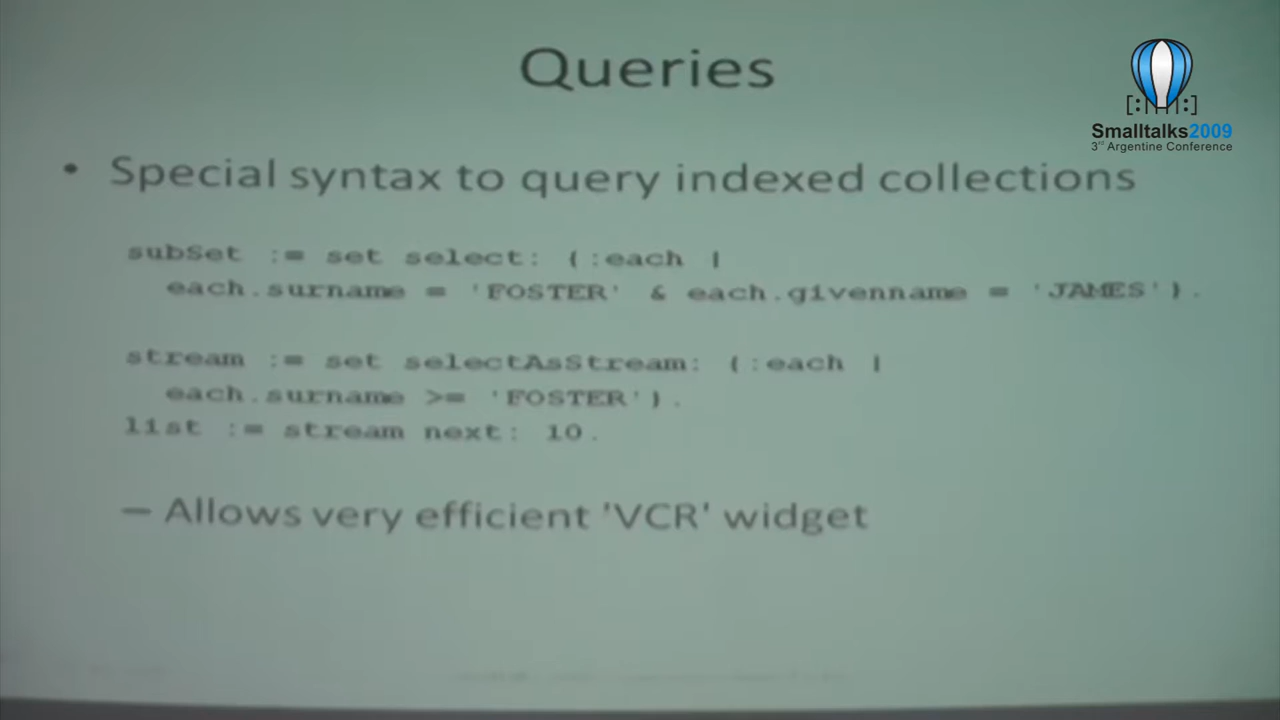 Queries
[:|||:]
Smalltalks2009
3rd Argentine Conference
• Special syntax to query indexed collections
subSet := set select: {:each |
each.surname = 'FOSTER' & each.givenname = 'JAMES'}.
stream := set selectAsStream: {:each |
each.surname >= 'FOSTER'}.
list := stream next: 10.
– Allows very efficient 'VCR' widget